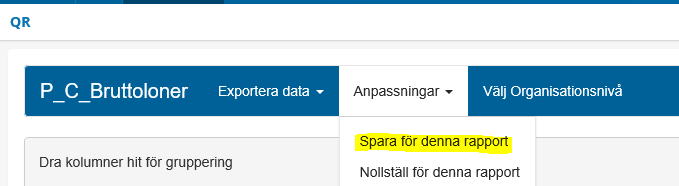 QR
P_C_Bruttoloner Exportera data Anpassningar Välj Organisationsnivå
Spara för denna rapport
Dra kolumner hit för gruppering
Nollställ för denna rapport